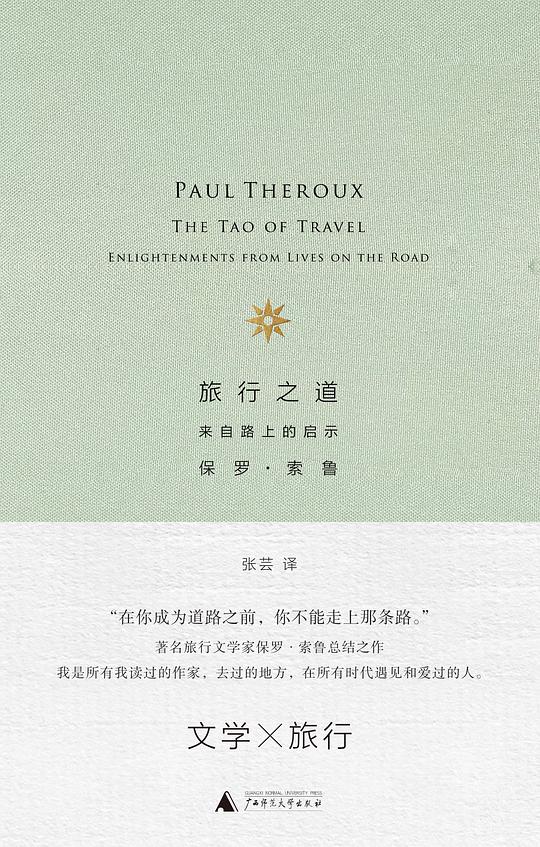 PAUL THEROUX
THE TAO OF TRAVEL
ENLIGHTENMENTS FROM LIVES ON THE ROAD
旅行之道
来自路上的启示
保罗·索鲁
张芸 译
“在你成为道路之前，你不能走上那条路。”
著名旅行文学家保罗·索鲁总结之作
我是所有我读过的作家，去过的地方，在所有时代遇见和爱过的人。
文学×旅行
GUANGXI NORMAL UNIVERSITY PRESS
广西师范大学出版社